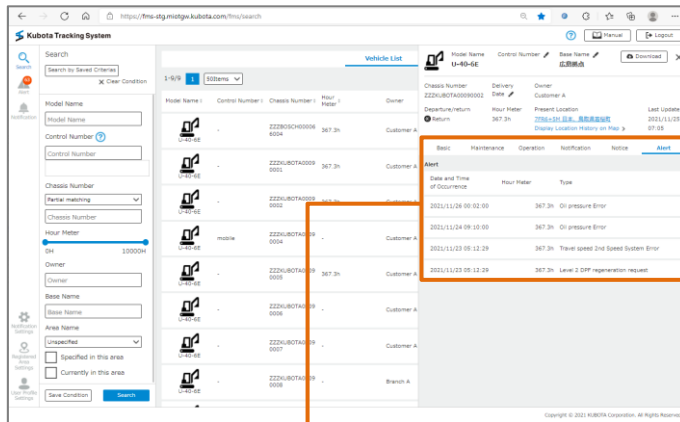 https://fms-stg.miotgw.kubota.com/fms/search
Kubota Tracking System
Manual
Logout
Search
Alert
Notification
Notification Settings
Registered Area Settings
User Profile Settings
Search
Search by Saved Criterias
Clear Condition
Model Name
Model Name
Control Number
Control Number
Chassis Number
Partial matching
Chassis Number
Hour Meter
0H 10000H
Owner
Owner
Base Name
Base Name
Area Name
Unspecified
Specified in this area
Currently in this area
Save Condition Search
Vehicle List
1-9/9 1 50Items
Model Name Control Number Chassis Number Hour Meter Owner
U-40-6E - ZZZBOSCH00006 6004 367.3h Customer A
U-40-6E - ZZZKUBOTA0009 0001 367.3h Customer A
U-40-6E - ZZZKUBOTA0009 0002 Customer A
U-40-6E mobile ZZZKUBOTA0009 0004 - Customer A
U-40-6E - ZZZKUBOTA0009 0005 367.3h Customer A
U-40-6E - ZZZKUBOTA0009 0006 - Customer A
U-40-6E - ZZZKUBOTA0009 0007 - Customer A
U-40-6E - ZZZKUBOTA0009 0008 - Branch A
Model Name Control Number Base Name
U-40-6E
Download
Chassis Number Delivery Date Owner
ZZZKUBOTA00090002 Customer A
Departure/return Hour Meter Present Location Last Update
Return 367.3h 2021/11/25
Display Location History on Map 07:05
Basic Maintenance Operation Notification Notice Alert
Alert
Date and Time of Occurrence Hour Meter Type
2021/11/26 00:02:00 367.3h Oil pressure Error
2021/11/24 09:10:00 367.3h Oil pressure Error
2021/11/23 05:12:29 367.3h Travel speed 2nd Speed System Error
2021/11/23 05:12:29 367.3h Level 2 DPF regeneration request
Copyright © 2021 KUBOTA Corporation. All Rights Reserved